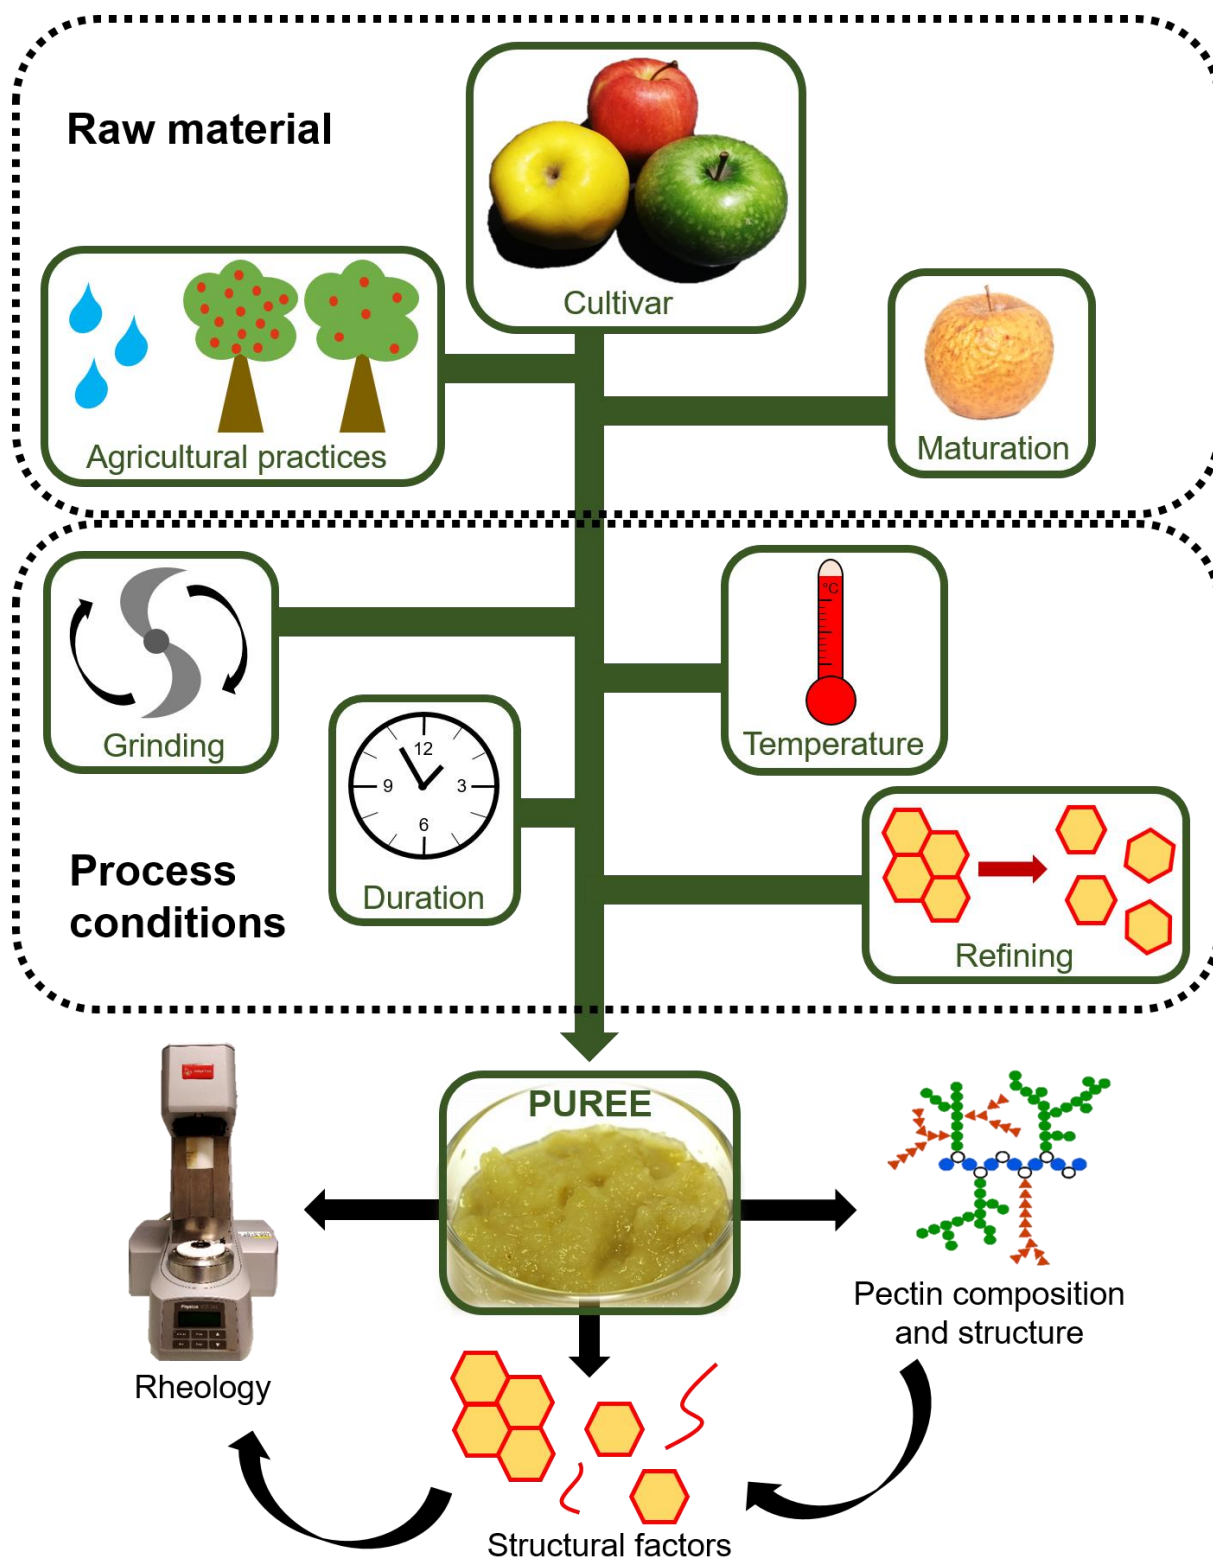 Raw material
Cultivar
Agricultural practices
Maturation
Grinding
°C
Temperature
12
9
3
6
Duration
Process
conditions
Refining
PUREE
Physica
Rheology
Pectin composition
and structure
Structural factors